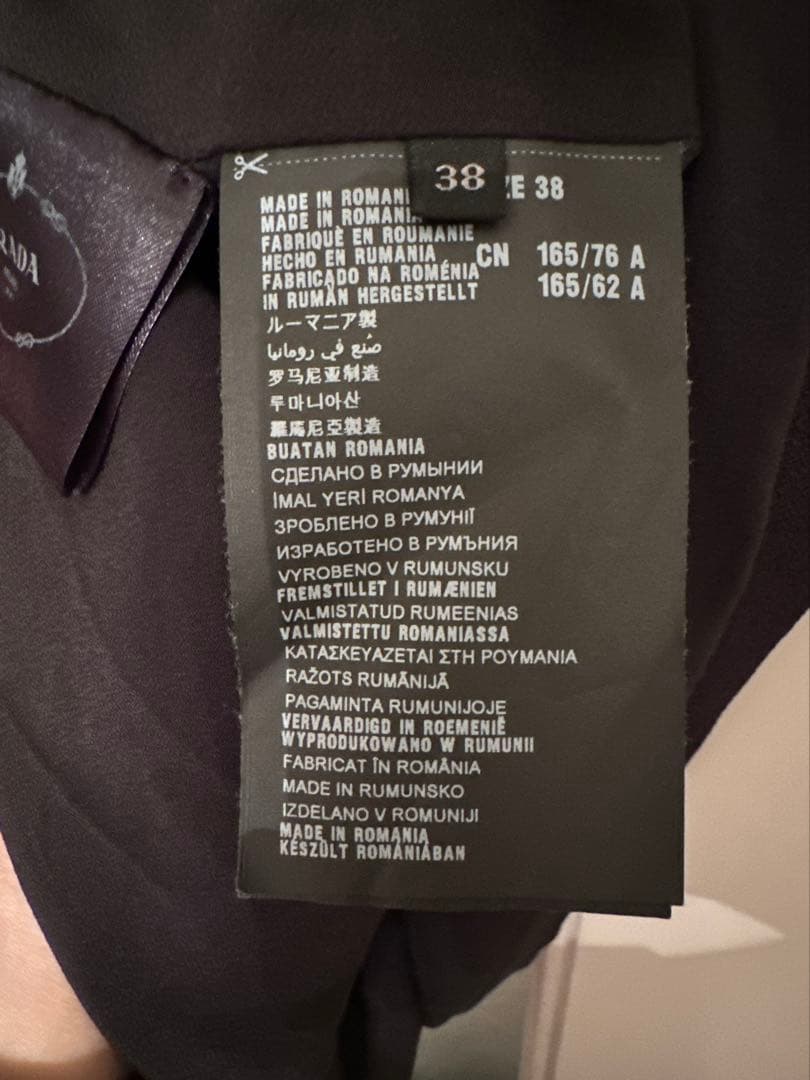 RADA
38
MADE IN ROMANI ZE 38
MADE IN ROMANIA
FABRIQUÈ EN ROUMANIE
HECHO EN RUMANIA
FABRICADO NA ROMÉNIA
IN RUMÄN HERGESTELLT
CN 165/76 A
165/62 A
ルーマニア製
صنع في رومانيا
罗马尼亚制造
루마니아산
羅馬尼亞製造
BUATAN ROMANIA
СДЕЛАНО В РУМЫНИИ
İMAL YERİ ROMANYA
ЗРОБЛЕНО В РУМУНІЇ
ИЗРАБОТЕНО В РУМЪНИЯ
VYROBENO V RUMUNSKU
FREMSTILLET I RUMÆNIEN
VALMISTATUD RUMEENIAS
VALMISTETTU ROMANIASSA
ΚΑΤΑΣΚΕΥΑΖΕΤΑΙ ΣΤΗ ΡΟΥΜΑΝΙΑ
RAŽOTS RUMĀNIJĀ
PAGAMINTA RUMUNIJOJE
VERVAARDIGD IN ROEMENIË
WYPRODUKOWANO W RUMUNII
FABRICAT ÎN ROMÂNIA
MADE IN RUMUNSKO
IZDELANO V ROMUNIJI
MADE IN ROMANIA
KÉSZÜLT ROMÁNIÁBAN